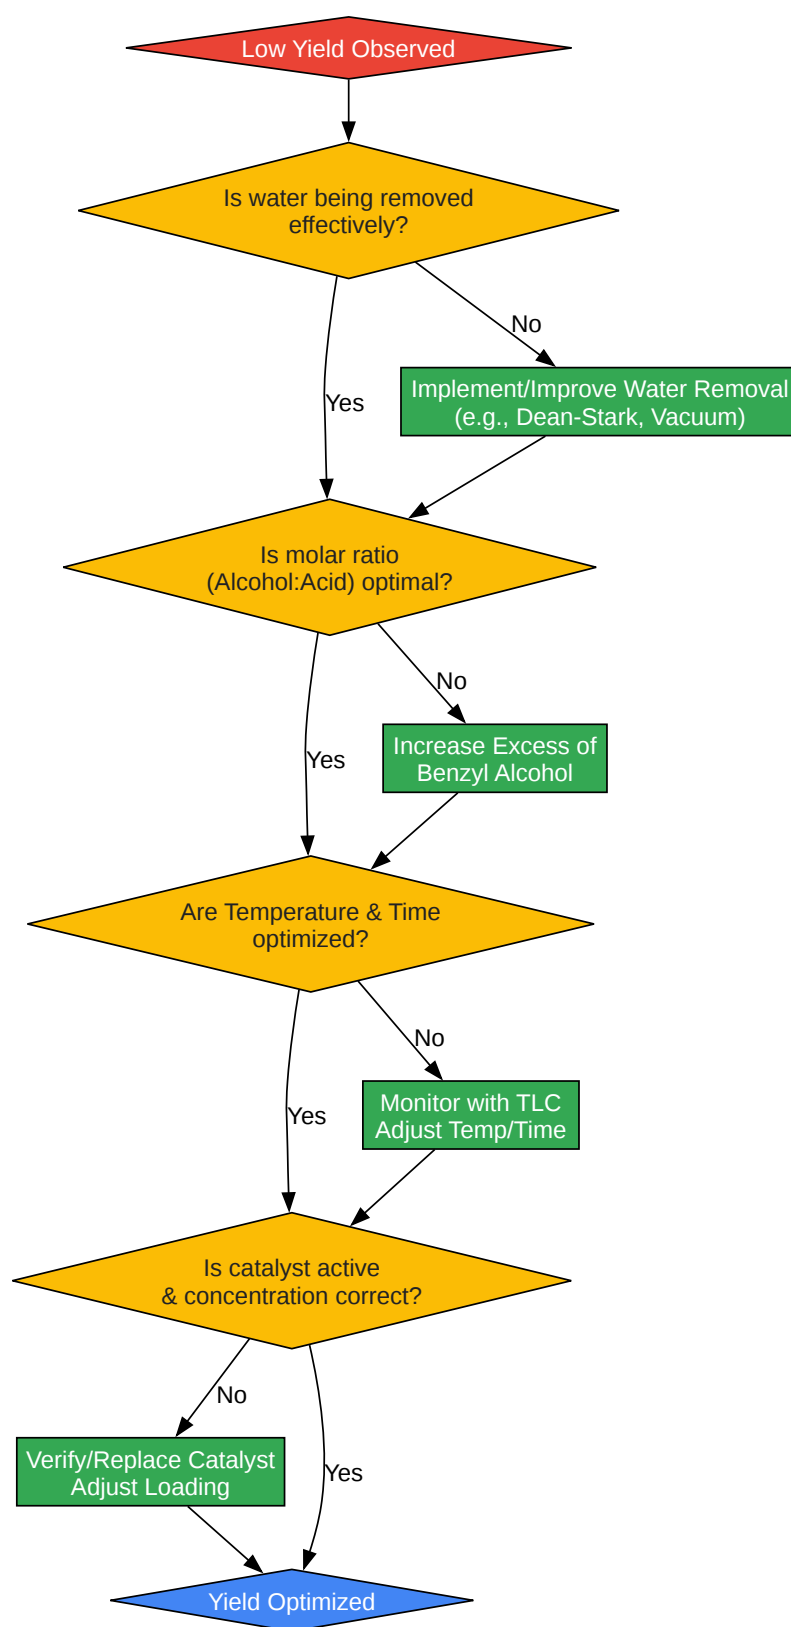 Low Yield Observed
Is water being removed
effectively?
No
Yes
Implement/Improve Water Removal
(e.g., Dean-Stark, Vacuum)
Is molar ratio
(Alcohol:Acid) optimal?
No
Yes
Increase Excess of
Benzyl Alcohol
Are Temperature & Time
optimized?
No
Yes
Monitor with TLC
Adjust Temp/Time
Is catalyst active
& concentration correct?
No
Yes
Verify/Replace Catalyst
Adjust Loading
Yield Optimized